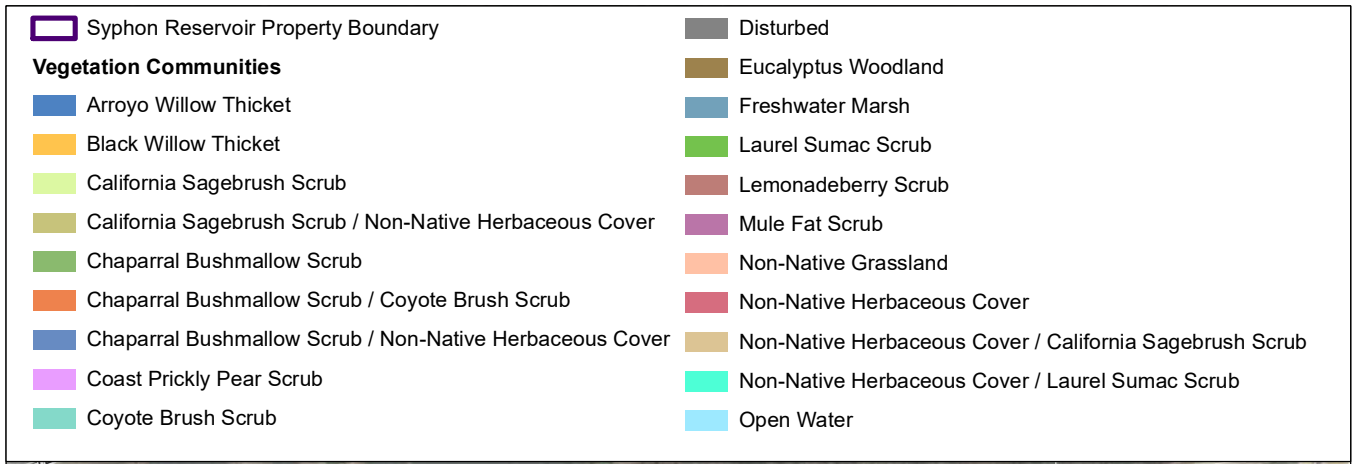 Syphon Reservoir Property Boundary
Vegetation Communities
Arroyo Willow Thicket
Black Willow Thicket
California Sagebrush Scrub
California Sagebrush Scrub / Non-Native Herbaceous Cover
Chaparral Bushmallow Scrub
Chaparral Bushmallow Scrub / Coyote Brush Scrub
Chaparral Bushmallow Scrub / Non-Native Herbaceous Cover
Coast Prickly Pear Scrub
Coyote Brush Scrub
Disturbed
Eucalyptus Woodland
Freshwater Marsh
Laurel Sumac Scrub
Lemonadeberry Scrub
Mule Fat Scrub
Non-Native Grassland
Non-Native Herbaceous Cover
Non-Native Herbaceous Cover / California Sagebrush Scrub
Non-Native Herbaceous Cover / Laurel Sumac Scrub
Open Water